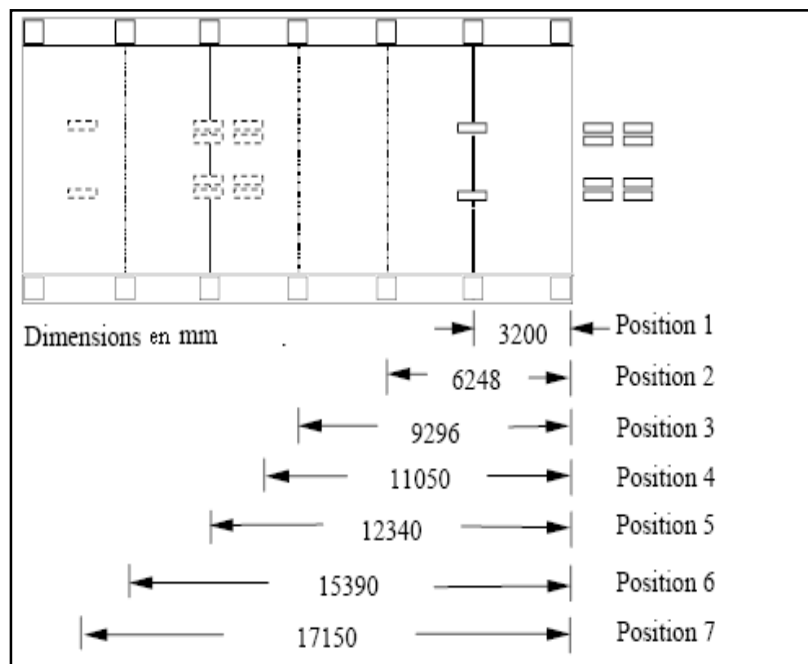 Dimensions en mm .
3200 Position 1
6248 Position 2
9296 Position 3
11050 Position 4
12340 Position 5
15390 Position 6
17150 Position 7